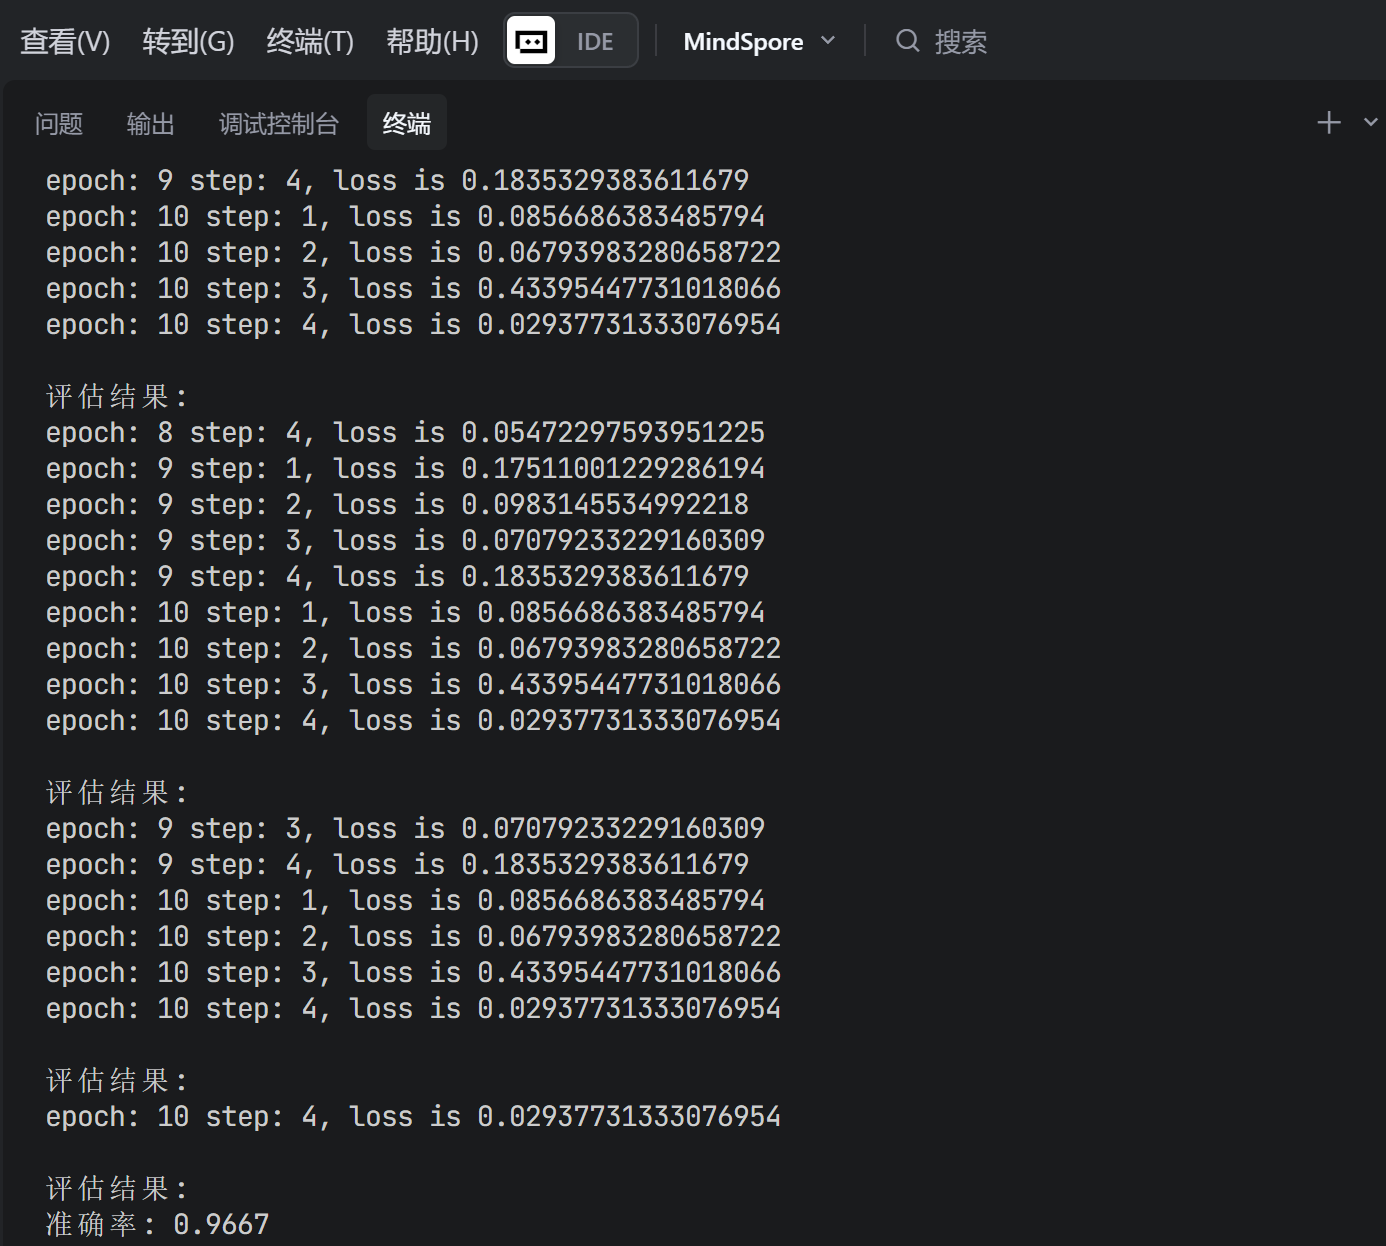 查看(V) 转到(G) 终端(T) 帮助(H) IDE MindSpore 搜索
问题 输出 调试控制台 终端
epoch: 9 step: 4, loss is 0.1835329383611679
epoch: 10 step: 1, loss is 0.0856686383485794
epoch: 10 step: 2, loss is 0.06793983280658722
epoch: 10 step: 3, loss is 0.43395447731018066
epoch: 10 step: 4, loss is 0.02937731333076954
评估结果:
epoch: 8 step: 4, loss is 0.05472297593951225
epoch: 9 step: 1, loss is 0.17511001229286194
epoch: 9 step: 2, loss is 0.0983145534992218
epoch: 9 step: 3, loss is 0.07079233229160309
epoch: 9 step: 4, loss is 0.1835329383611679
epoch: 10 step: 1, loss is 0.0856686383485794
epoch: 10 step: 2, loss is 0.06793983280658722
epoch: 10 step: 3, loss is 0.43395447731018066
epoch: 10 step: 4, loss is 0.02937731333076954
评估结果:
epoch: 9 step: 3, loss is 0.07079233229160309
epoch: 9 step: 4, loss is 0.1835329383611679
epoch: 10 step: 1, loss is 0.0856686383485794
epoch: 10 step: 2, loss is 0.06793983280658722
epoch: 10 step: 3, loss is 0.43395447731018066
epoch: 10 step: 4, loss is 0.02937731333076954
评估结果:
epoch: 10 step: 4, loss is 0.02937731333076954
评估结果:
准确率: 0.9667